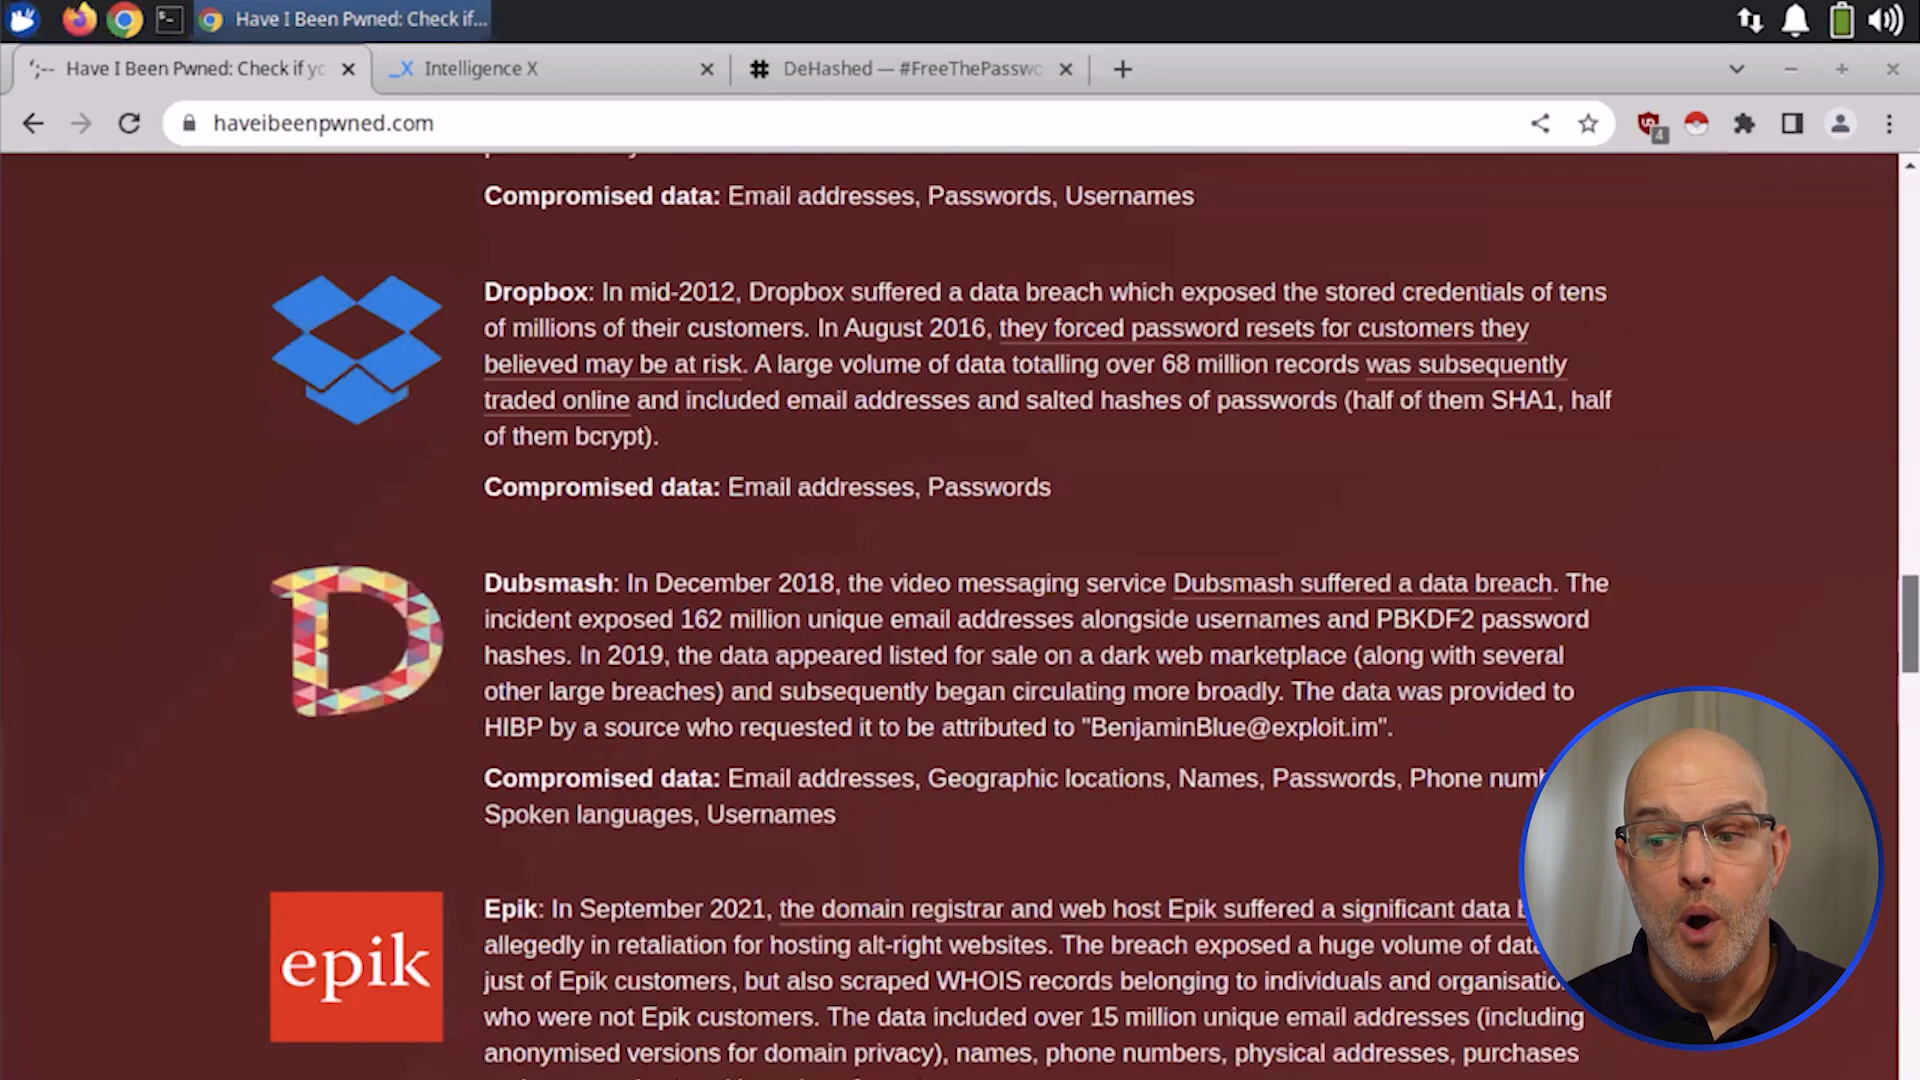 Have I Been Pwned: Check if...
Have I Been Pwned: Check if yo
_X Intelligence X
# DeHashed — #FreeThePasswo
haveibeenpwned.com
4
Compromised data: Email addresses, Passwords, Usernames
Dropbox: In mid-2012, Dropbox suffered a data breach which exposed the stored credentials of tens
of millions of their customers. In August 2016, they forced password resets for customers they
believed may be at risk. A large volume of data totalling over 68 million records was subsequently
traded online and included email addresses and salted hashes of passwords (half of them SHA1, half
of them bcrypt).
Compromised data: Email addresses, Passwords
D
Dubsmash: In December 2018, the video messaging service Dubsmash suffered a data breach. The
incident exposed 162 million unique email addresses alongside usernames and PBKDF2 password
hashes. In 2019, the data appeared listed for sale on a dark web marketplace (along with several
other large breaches) and subsequently began circulating more broadly. The data was provided to
HIBP by a source who requested it to be attributed to "BenjaminBlue@exploit.im".
Compromised data: Email addresses, Geographic locations, Names, Passwords, Phone
Spoken languages, Usernames
epik
Epik: In September 2021, the domain registrar and web host Epik suffered a significant data
allegedly in retaliation for hosting alt-right websites. The breach exposed a huge volume of data
just of Epik customers, but also scraped WHOIS records belonging to individuals and
who were not Epik customers. The data included over 15 million unique email addresses (including
anonymised versions for domain privacy), names, phone numbers, physical addresses, purchases